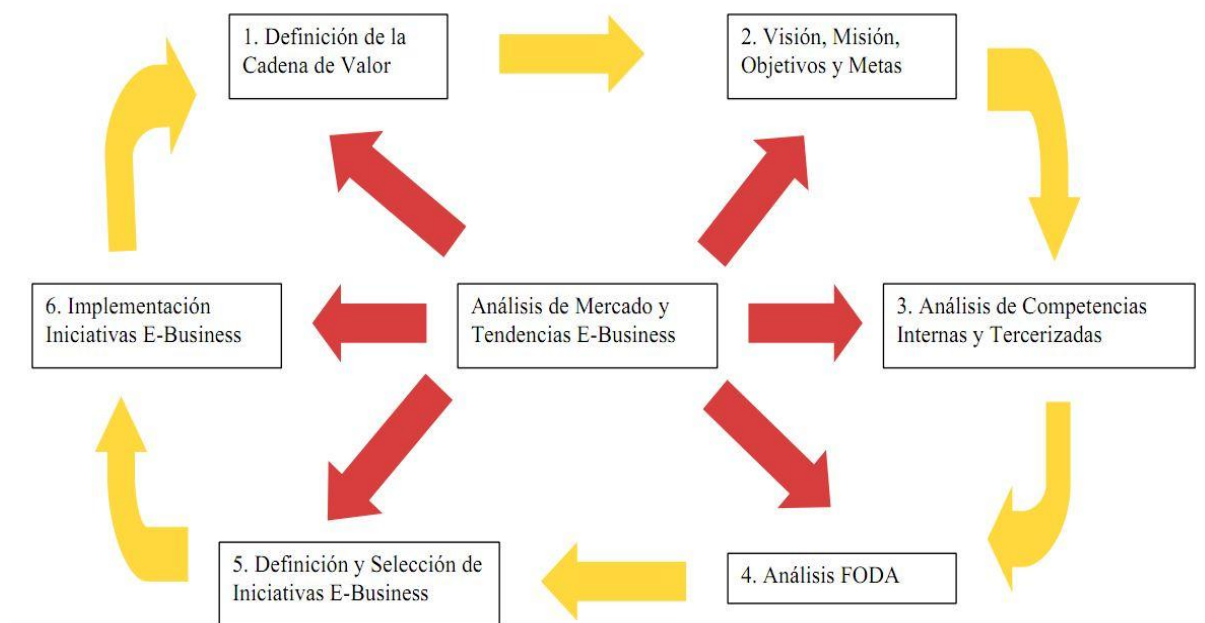 1. Definición de la
Cadena de Valor
2. Visión, Misión,
Objetivos y Metas
6. Implementación
Iniciativas E-Business
Análisis de Mercado y
Tendencias E-Business
3. Análisis de Competencias
Internas y Tercerizadas
5. Definición y Selección de
Iniciativas E-Business
4. Análisis FODA